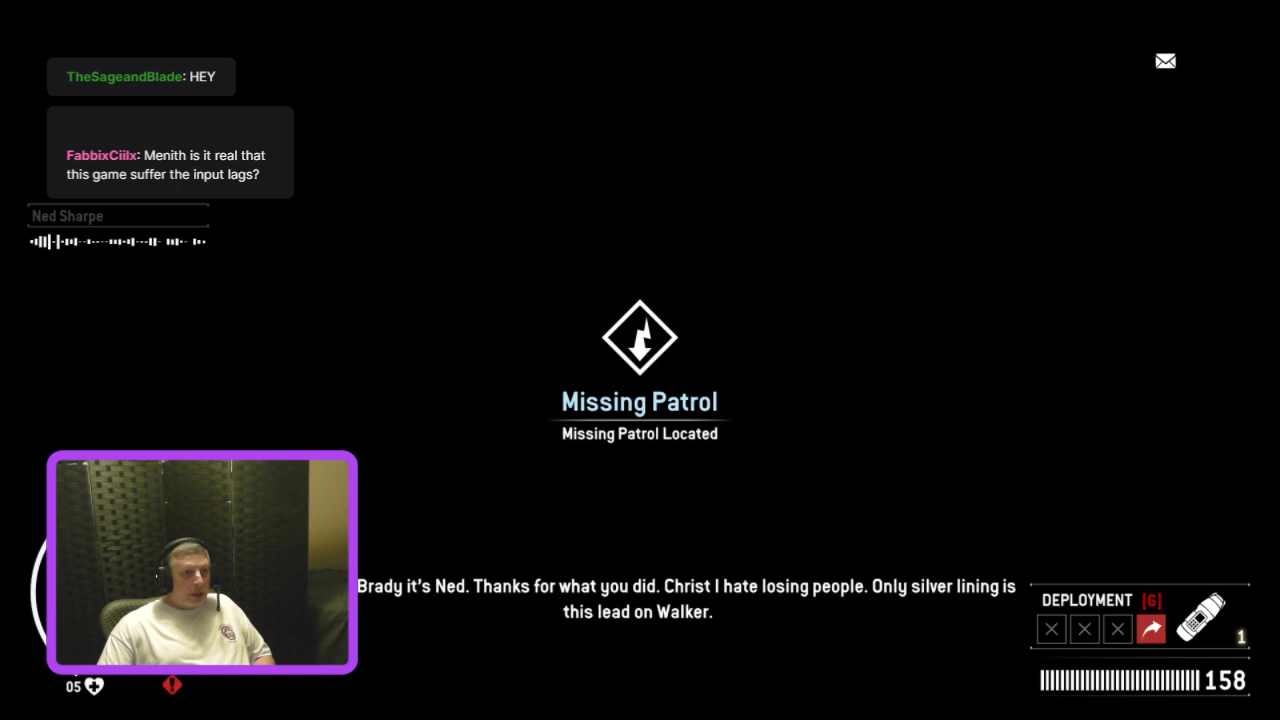 TheSageandBlade: HEY
FabbixCiilx: Menith is it real that
this game suffer the input lags?
Ned Sharpe
Missing Patrol
Missing Patrol Located
Brady it's Ned. Thanks for what you did. Christ I hate losing people. Only silver lining is
this lead on Walker.
DEPLOYMENT [G]
1
158
05